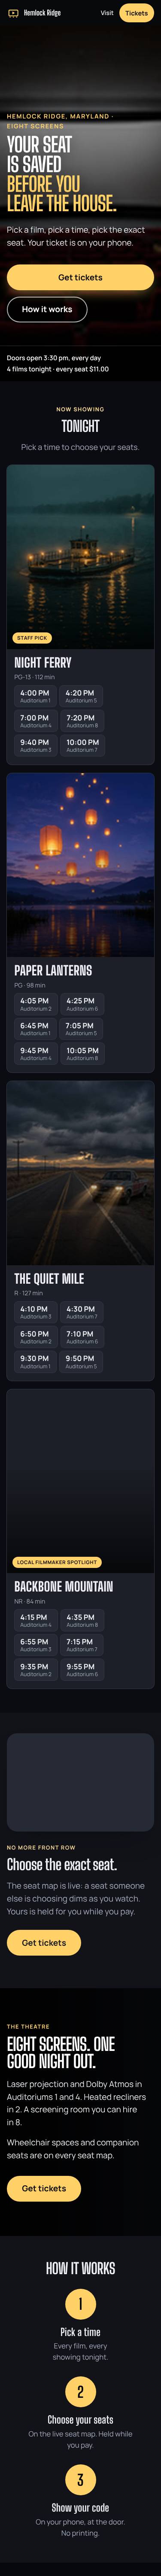 Hemlock Ridge
Visit
Tickets
HEMLOCK RIDGE, MARYLAND ·
EIGHT SCREENS
YOUR SEAT
IS SAVED
BEFORE YOU
LEAVE THE HOUSE.
Pick a film, pick a time, pick the exact
seat. Your ticket is on your phone.
Get tickets
How it works
Doors open 3:30 pm, every day
4 films tonight · every seat $11.00
NOW SHOWING
TONIGHT
Pick a time to choose your seats.
STAFF PICK
NIGHT FERRY
PG-13 · 112 min
4:00 PM
Auditorium 1
4:20 PM
Auditorium 5
7:00 PM
Auditorium 4
7:20 PM
Auditorium 8
9:40 PM
Auditorium 3
10:00 PM
Auditorium 7
PAPER LANTERNS
PG · 98 min
4:05 PM
Auditorium 2
4:25 PM
Auditorium 6
6:45 PM
Auditorium 1
7:05 PM
Auditorium 5
9:45 PM
Auditorium 4
10:05 PM
Auditorium 8
THE QUIET MILE
R · 127 min
4:10 PM
Auditorium 3
4:30 PM
Auditorium 7
6:50 PM
Auditorium 2
7:10 PM
Auditorium 6
9:30 PM
Auditorium 1
9:50 PM
Auditorium 5
LOCAL FILMMAKER SPOTLIGHT
BACKBONE MOUNTAIN
NR · 84 min
4:15 PM
Auditorium 4
4:35 PM
Auditorium 8
6:55 PM
Auditorium 3
7:15 PM
Auditorium 7
9:35 PM
Auditorium 2
9:55 PM
Auditorium 6
NO MORE FRONT ROW
Choose the exact seat.
The seat map is live: a seat someone
else is choosing dims as you watch.
Yours is held for you while you pay.
Get tickets
THE THEATRE
EIGHT SCREENS. ONE
GOOD NIGHT OUT.
Laser projection and Dolby Atmos in
Auditoriums 1 and 4. Heated recliners
in 2. A screening room you can hire
in 8.
Wheelchair spaces and companion
seats are on every seat map.
Get tickets
HOW IT WORKS
1
Pick a time
Every film, every
showing tonight.
2
Choose your seats
On the live seat map. Held while
you pay.
3
Show your code
On your phone, at the door.
No printing.